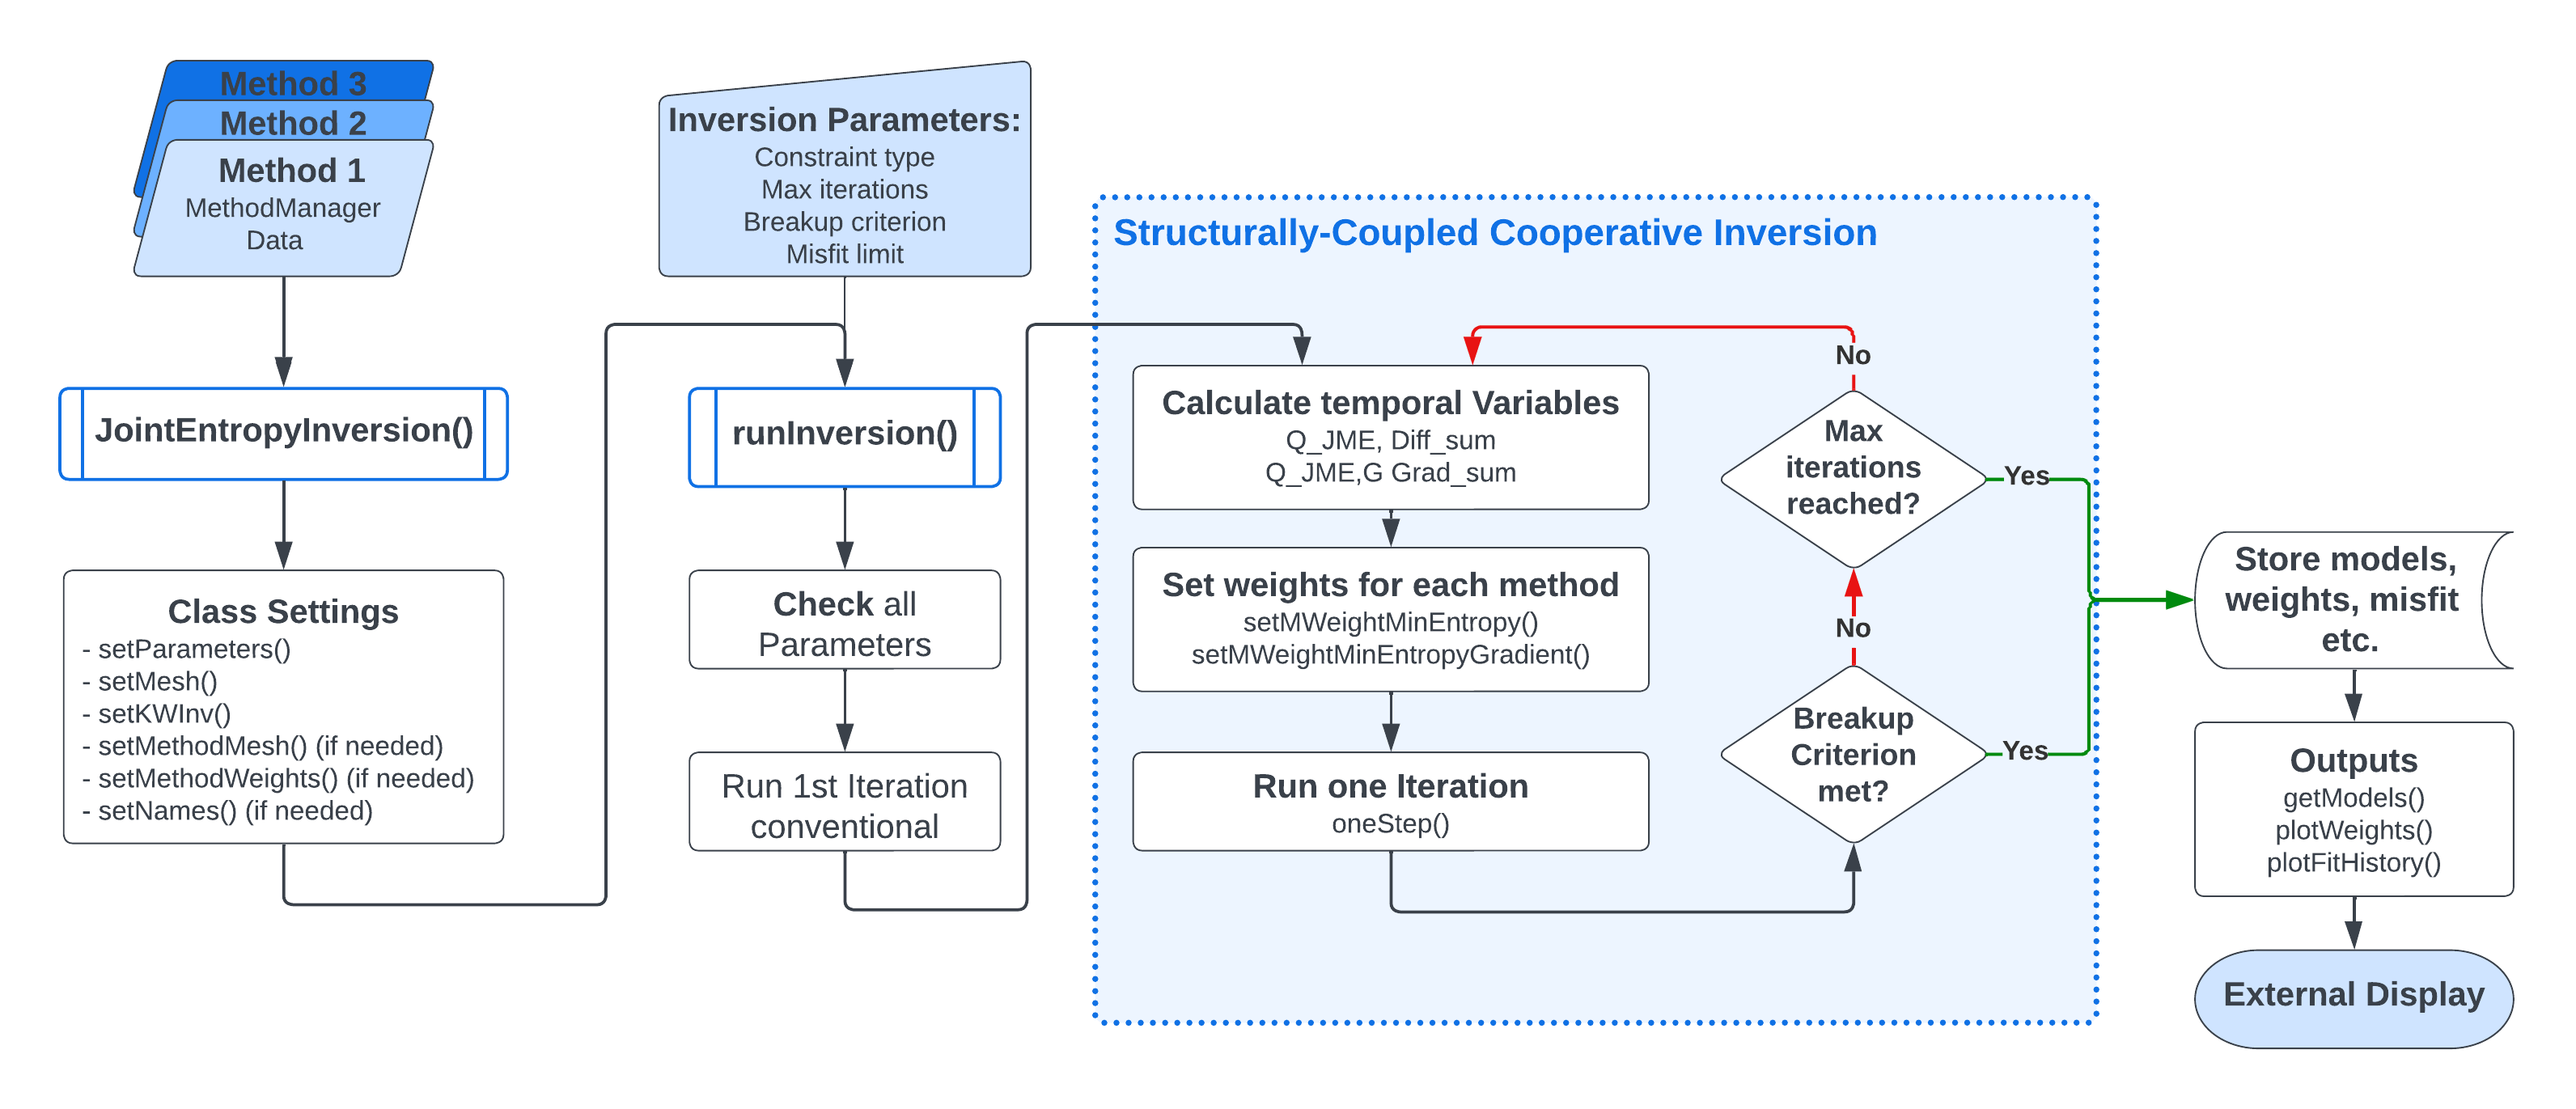 Method 3
Method 2
Method 1
MethodManager
Data
JointEntropyInversion()
Class Settings
- setParameters()
- setMesh()
- setKWInv()
- setMethodMesh() (if needed)
- setMethodWeights() (if needed)
- setNames() (if needed)
Inversion Parameters:
Constraint type
Max iterations
Breakup criterion
Misfit limit
runInversion()
Check all
Parameters
Run 1st Iteration
conventional
Structurally-Coupled Cooperative Inversion
Calculate temporal Variables
Q_JME, Diff_sum
Q_JME,G Grad_sum
Set weights for each method
setMWeightMinEntropy()
setMWeightMinEntropyGradient()
Run one Iteration
oneStep()
No
Max
iterations
reached?
Yes
No
Breakup
Criterion
met?
Yes
Store models,
weights, misfit
etc.
Outputs
getModels()
plotWeights()
plotFitHistory()
External Display